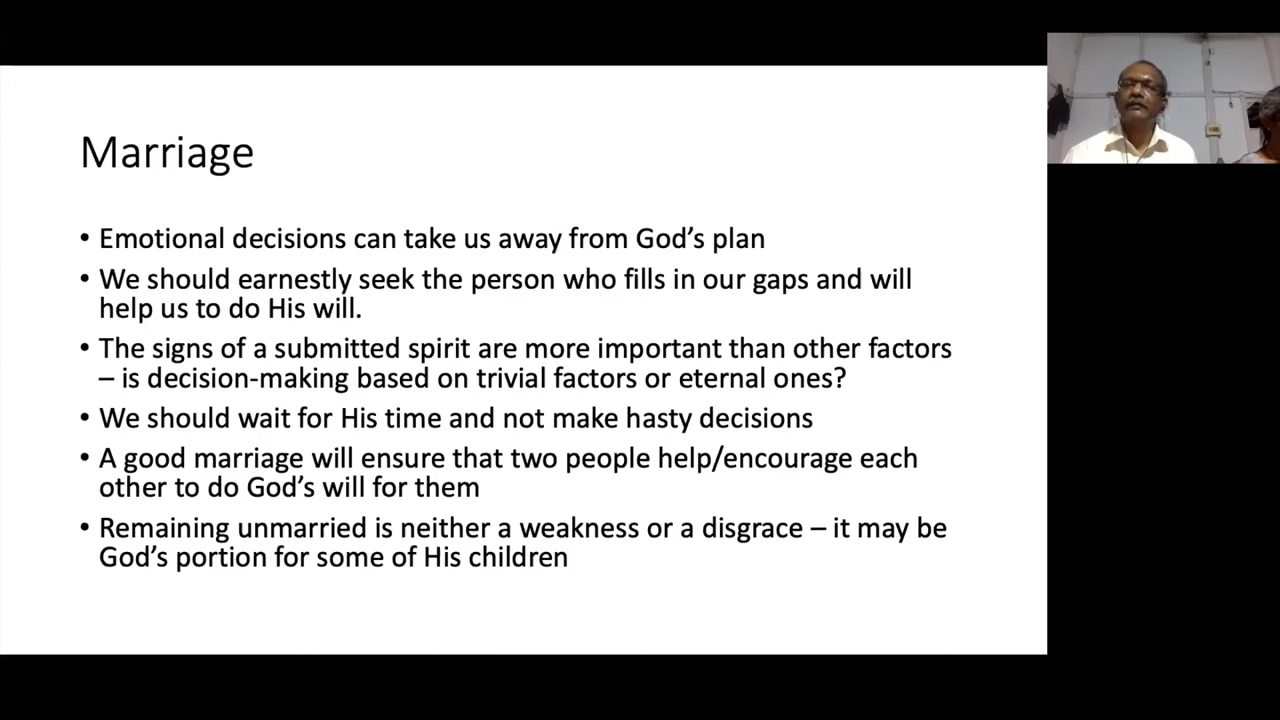 Marriage
• Emotional decisions can take us away from God’s plan
• We should earnestly seek the person who fills in our gaps and will
help us to do His will.
• The signs of a submitted spirit are more important than other factors
– is decision-making based on trivial factors or eternal ones?
• We should wait for His time and not make hasty decisions
• A good marriage will ensure that two people help/encourage each
other to do God’s will for them
• Remaining unmarried is neither a weakness or a disgrace – it may be
God’s portion for some of His children